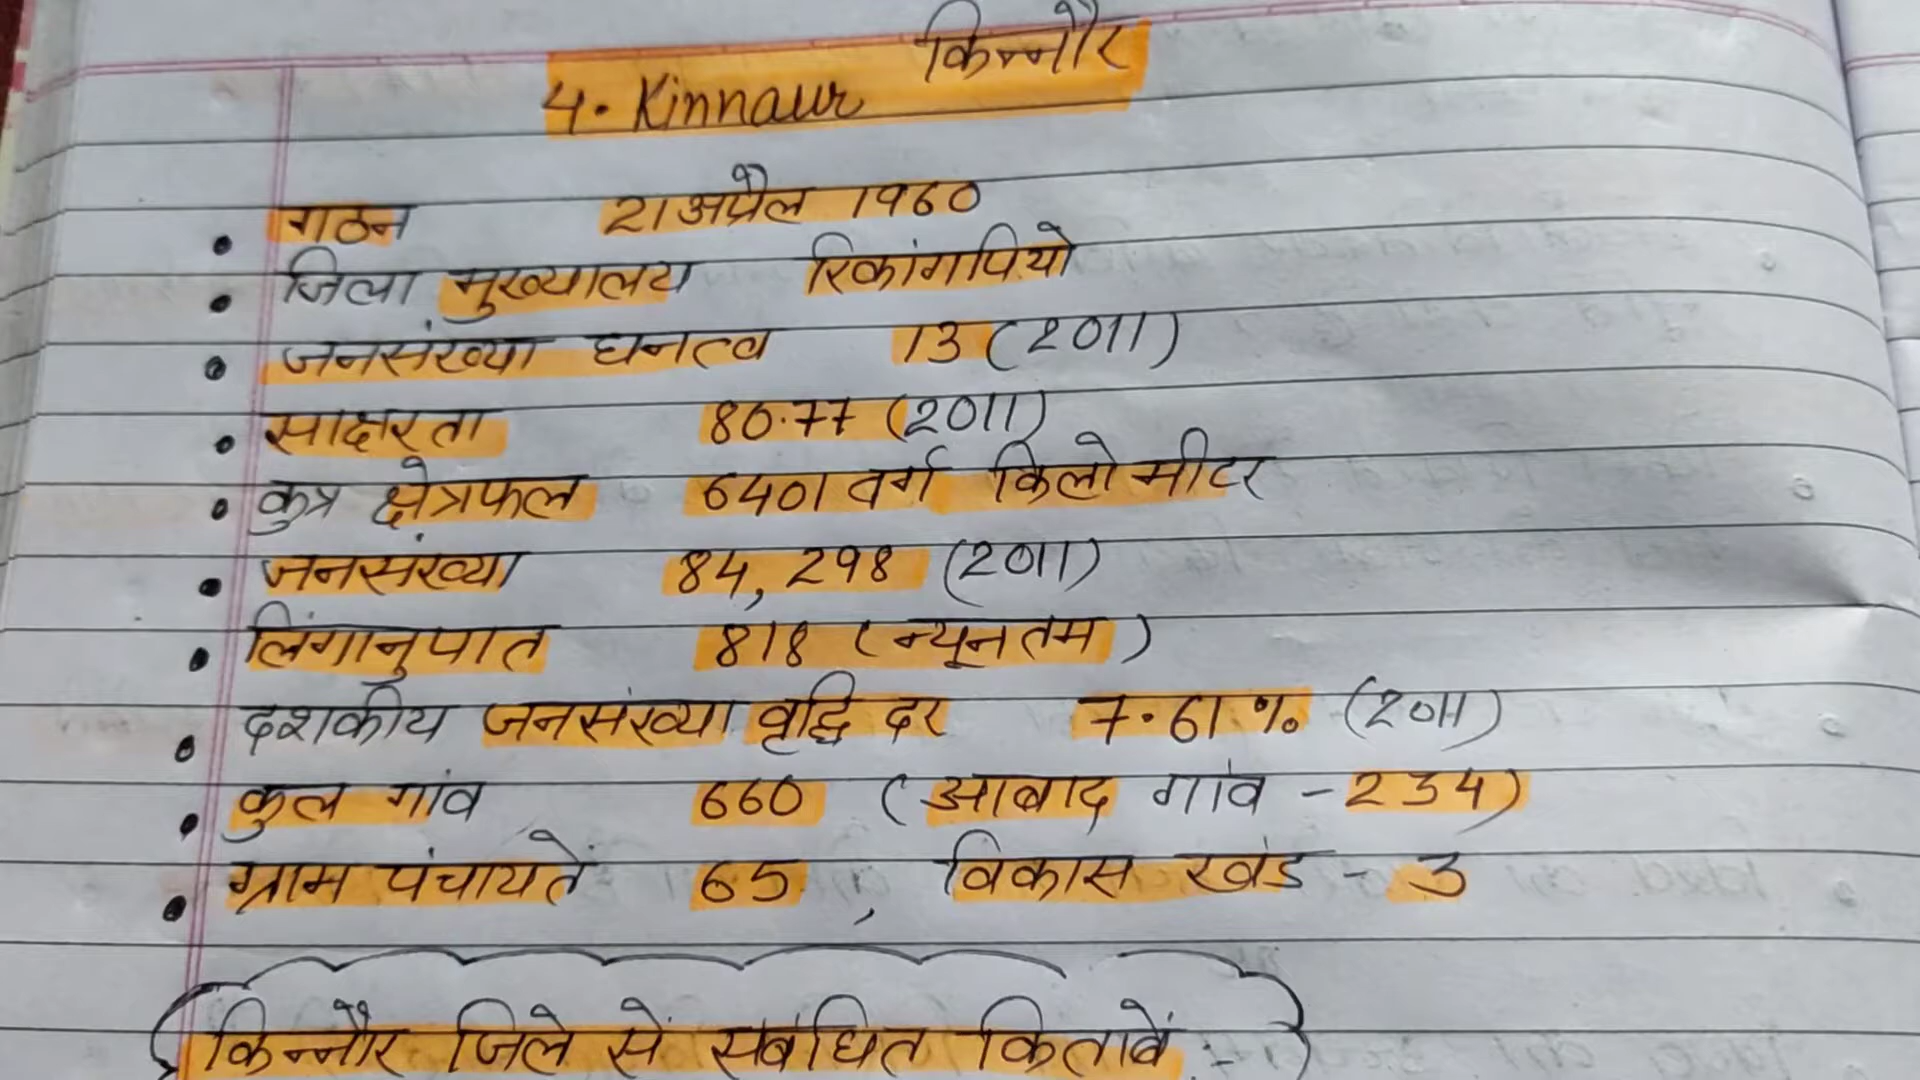 किन्नौर
4. Kinnaur
• गठन 21 अप्रैल 1960
• जिला मुख्यालय रिकांगपियो
• जनसंख्या घनत्व 13 (2011)
• साक्षरता 80.77 (2011)
• कुत्र क्षेत्रफल 6401 वर्ग किलोमीटर
• जनसंख्या 84,298 (2011)
• लिंगानुपात 818 (न्यूनतम)
• दशकीय जनसंख्या वृद्धि दर 7.61% (2011)
• कुल गांव 660 (आबाद गांव - 234)
• ग्राम पंचायतें 65, विकास खंड - 3
किन्नौर जिले से संबंधित किताबें :-